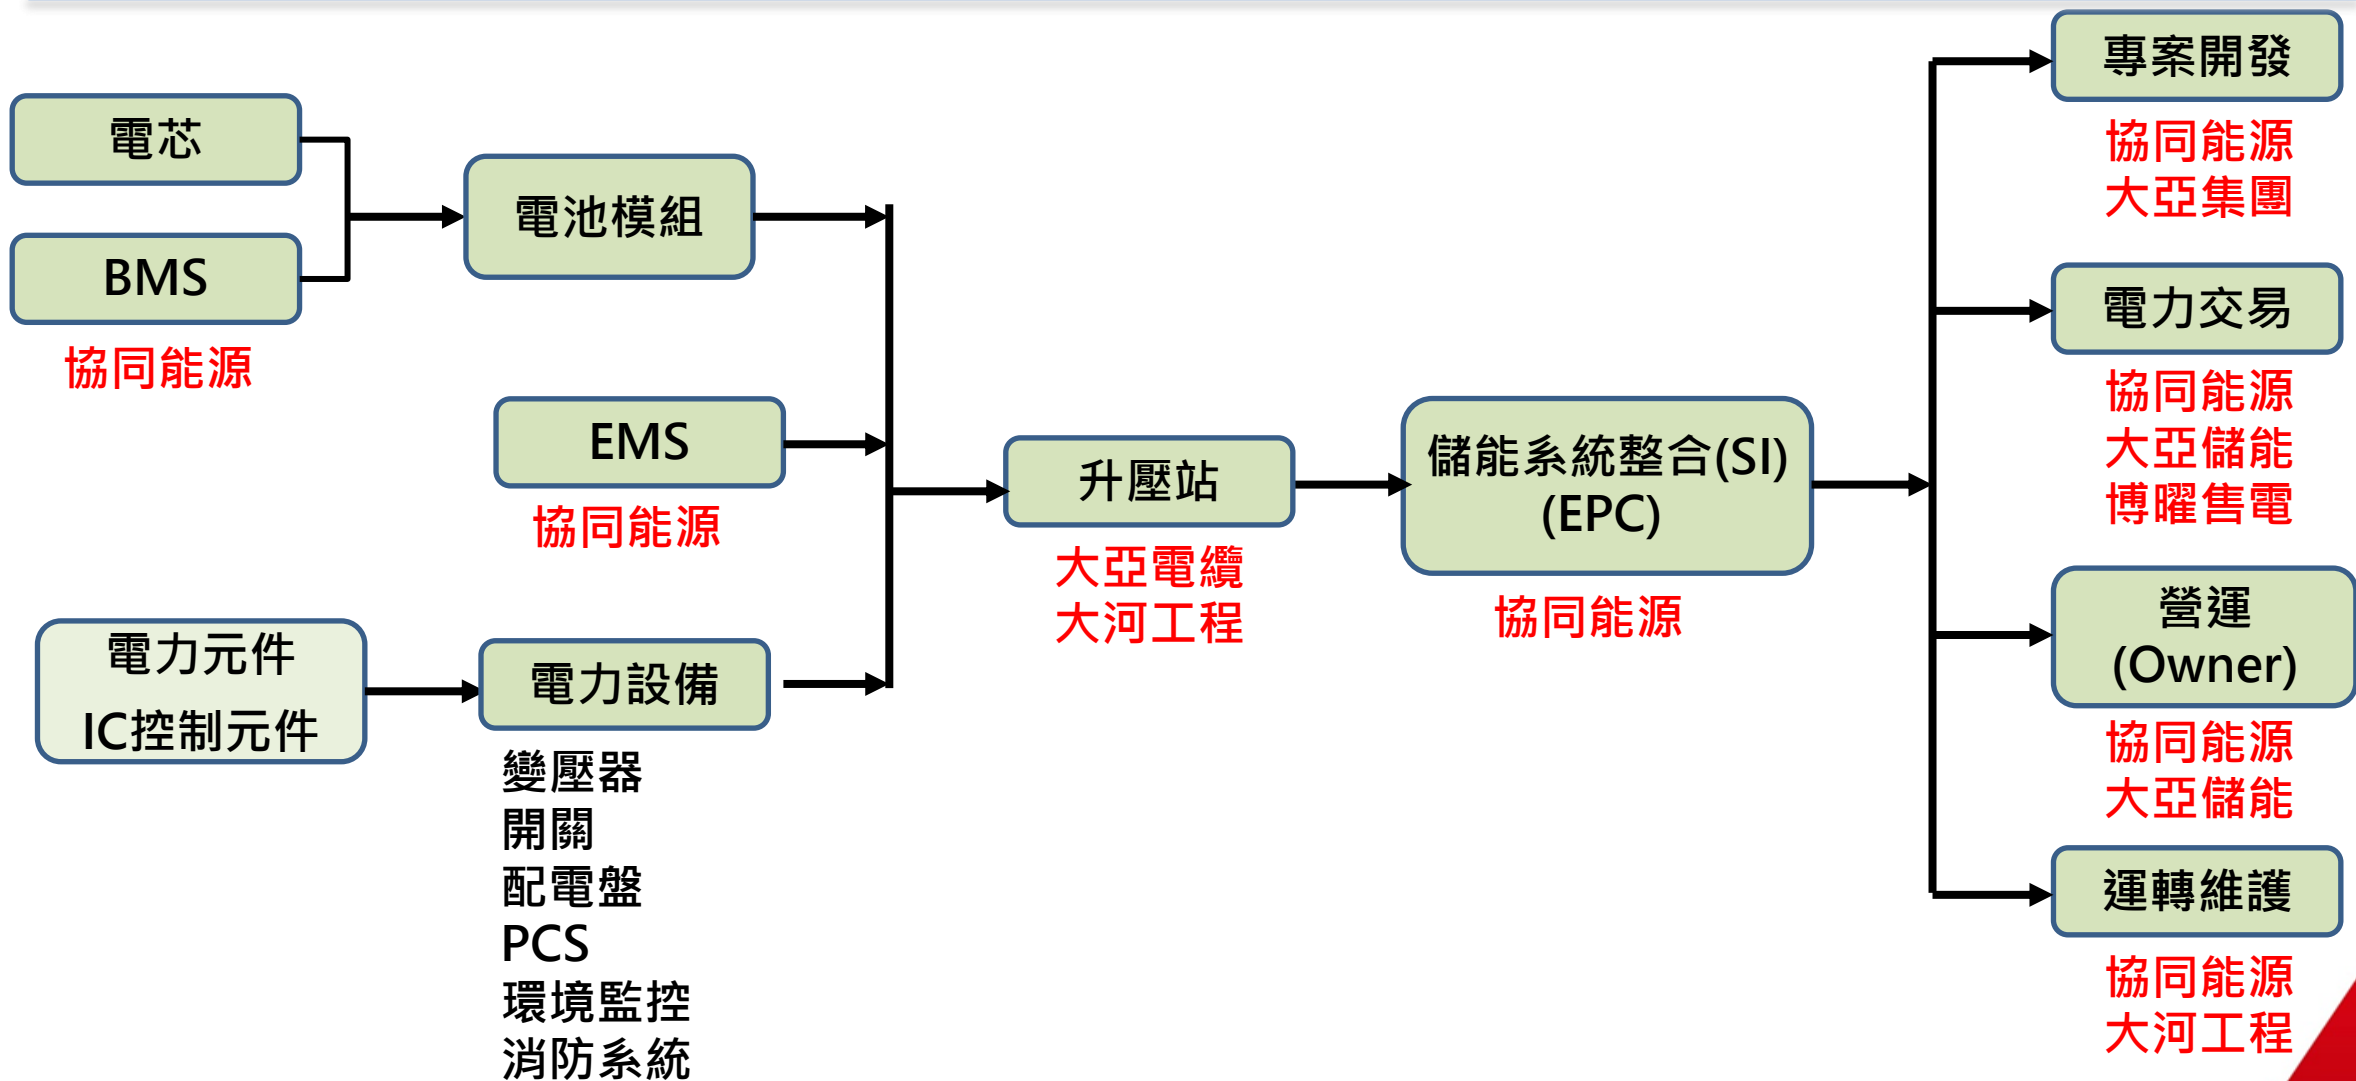 電芯
BMS
協同能源
電池模組
EMS
協同能源
電力元件
IC控制元件
電力設備
變壓器
開關
配電盤
PCS
環境監控
消防系統
升壓站
大亞電纜
大河工程
儲能系統整合(SI)
(EPC)
協同能源
專案開發
協同能源
大亞集團
電力交易
協同能源
大亞儲能
博曜售電
營運
(Owner)
協同能源
大亞儲能
運轉維護
協同能源
大河工程